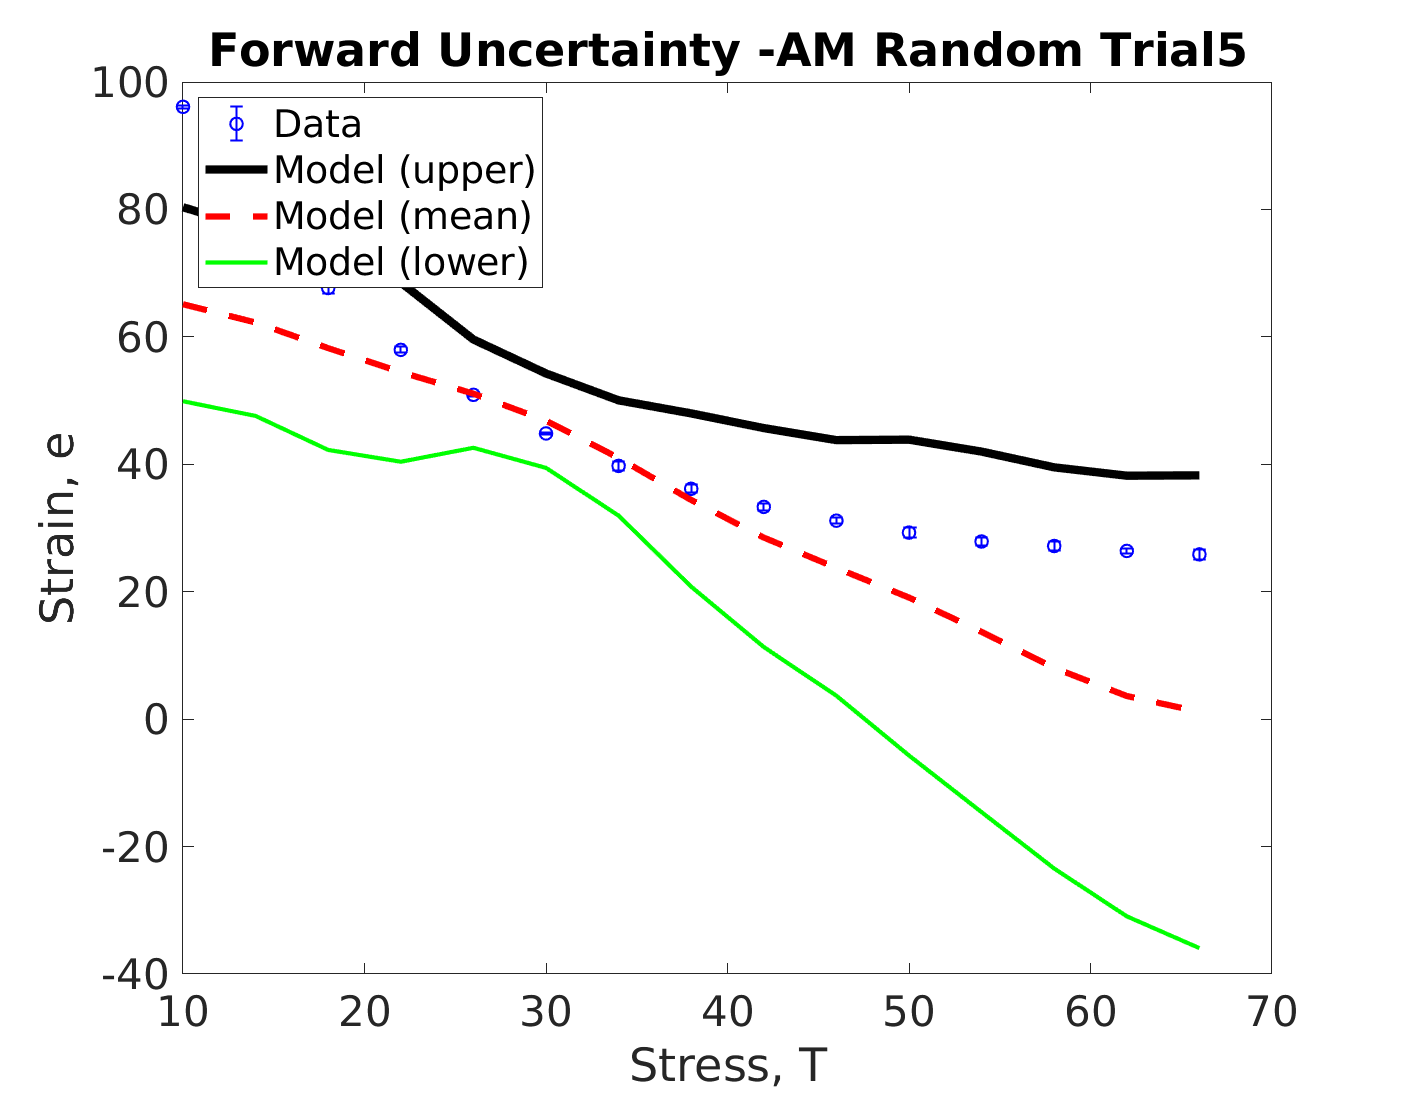 Forward Uncertainty -AM Random Trial5
100
80
60
40
20
0
-20
-40
Strain, e
Data
Model (upper)
Model (mean)
Model (lower)
10 20 30 40 50 60 70
Stress, T